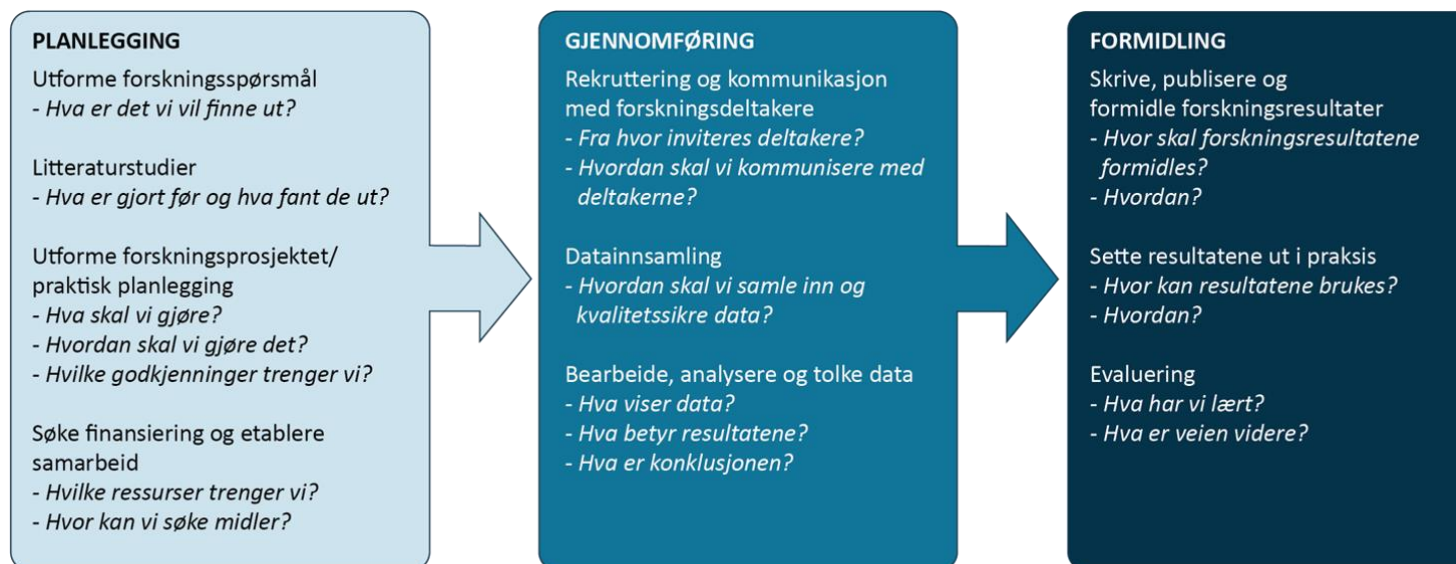 PLANLEGGING
Utforme forskningsspørsmål
- Hva er det vi vil finne ut?
Litteraturstudier
- Hva er gjort før og hva fant de ut?
Utforme forskningsprosjektet/
praktisk planlegging
- Hva skal vi gjøre?
- Hvordan skal vi gjøre det?
- Hvilke godkjenninger trenger vi?
Søke finansiering og etablere
samarbeid
- Hvilke ressurser trenger vi?
- Hvor kan vi søke midler?
GJENNOMFØRING
Rekruttering og kommunikasjon
med forskningsdeltakere
- Fra hvor inviteres deltakere?
- Hvordan skal vi kommunisere med
deltakerne?
Datainnsamling
- Hvordan skal vi samle inn og
kvalitetssikre data?
Bearbeide, analysere og tolke data
- Hva viser data?
- Hva betyr resultatene?
- Hva er konklusjonen?
FORMIDLING
Skrive, publisere og
formidle forskningsresultater
- Hvor skal forskningsresultatene
formidles?
- Hvordan?
Sette resultatene ut i praksis
- Hvor kan resultatene brukes?
- Hvordan?
Evaluering
- Hva har vi lært?
- Hva er veien videre?